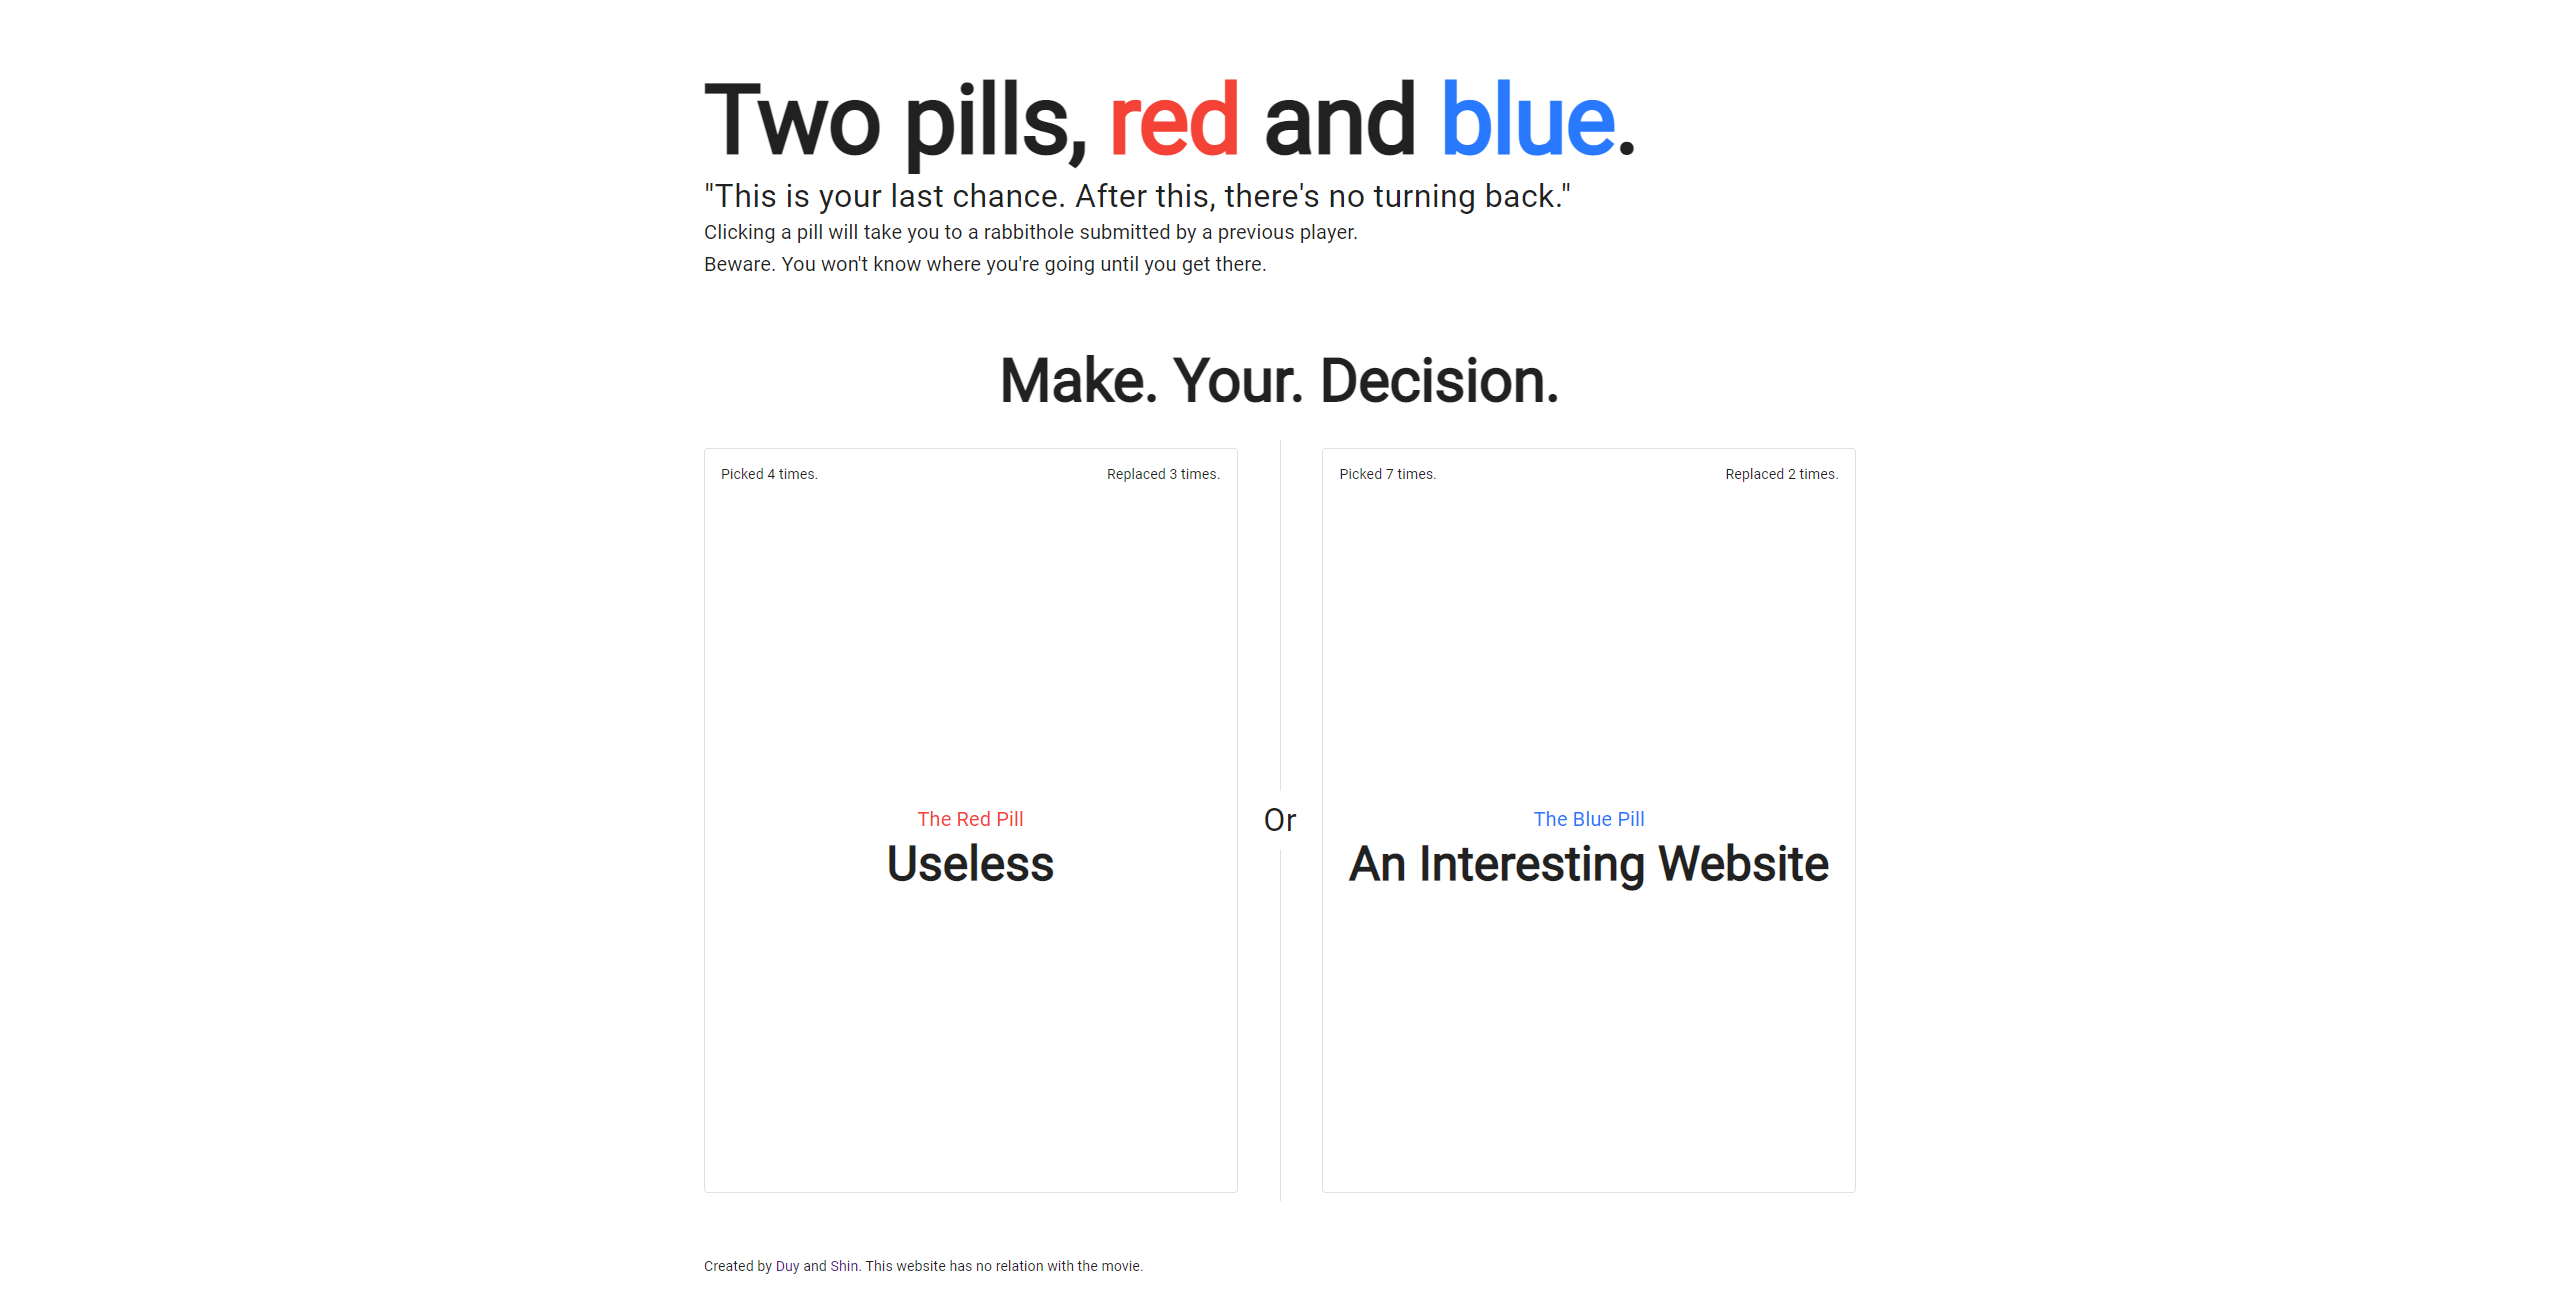 Two pills, red and blue.
"This is your last chance. After this, there's no turning back."
Clicking a pill will take you to a rabbithole submitted by a previous player.
Beware. You won't know where you're going until you get there.
Make. Your. Decision.
Picked 4 times.
Replaced 3 times.
The Red Pill
Useless
Or
Picked 7 times.
Replaced 2 times.
The Blue Pill
An Interesting Website
Created by Duy and Shin. This website has no relation with the movie.